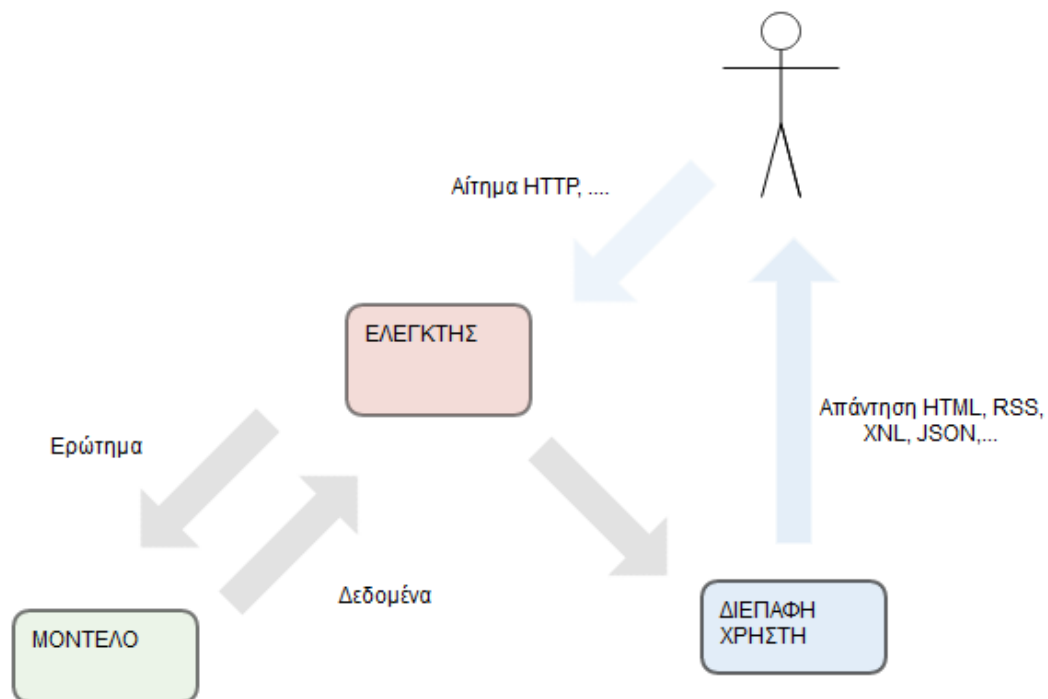 Αίτημα HTTP, ....
ΕΛΕΓΚΤΗΣ
Απάντηση HTML, RSS,
XNL, JSON,...
Ερώτημα
Δεδομένα
ΔΙΕΠΑΦΗ
ΧΡΗΣΤΗ
ΜΟΝΤΕΛΟ